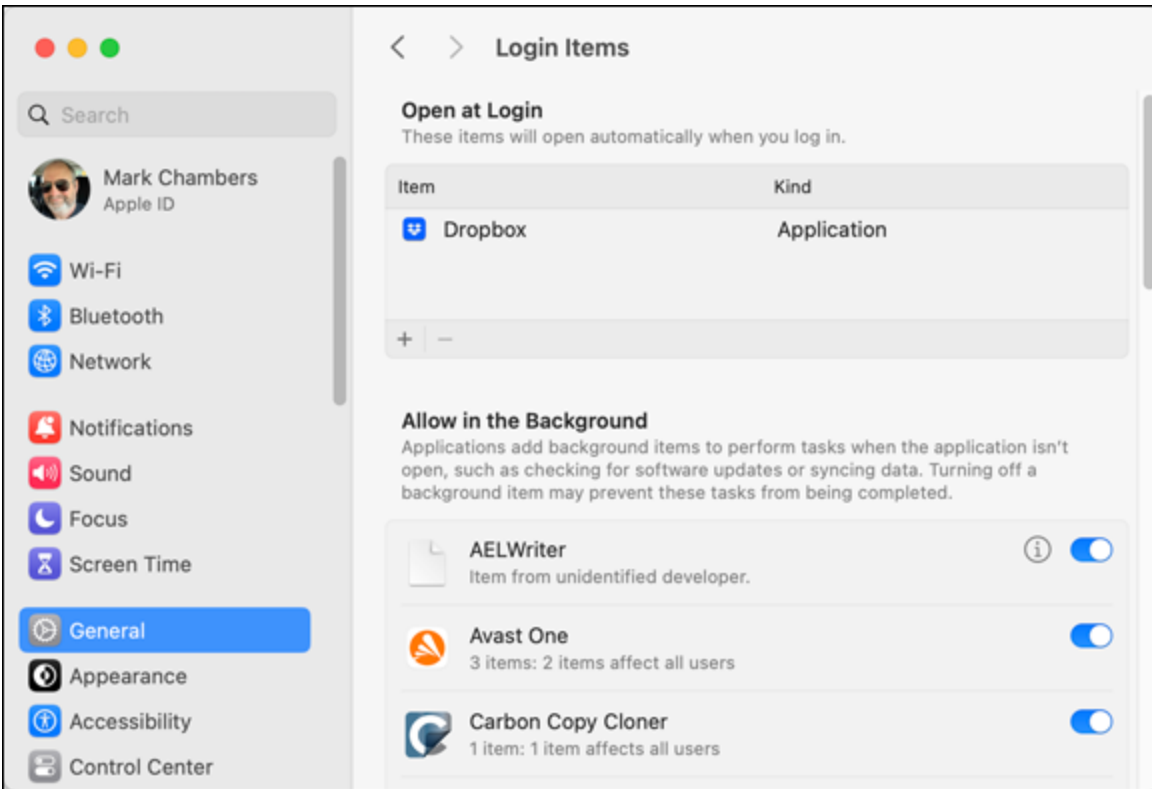 Login Items
Search
Mark Chambers
Apple ID
Wi-Fi
Bluetooth
Network
Notifications
Sound
Focus
Screen Time
General
Appearance
Accessibility
Control Center
Open at Login
These items will open automatically when you log in.
Item Kind
Dropbox Application
Allow in the Background
Applications add background items to perform tasks when the application isn't
open, such as checking for software updates or syncing data. Turning off a
background item may prevent these tasks from being completed.
AELWriter
Item from unidentified developer.
Avast One
3 items: 2 items affect all users
Carbon Copy Cloner
1 item: 1 item affects all users